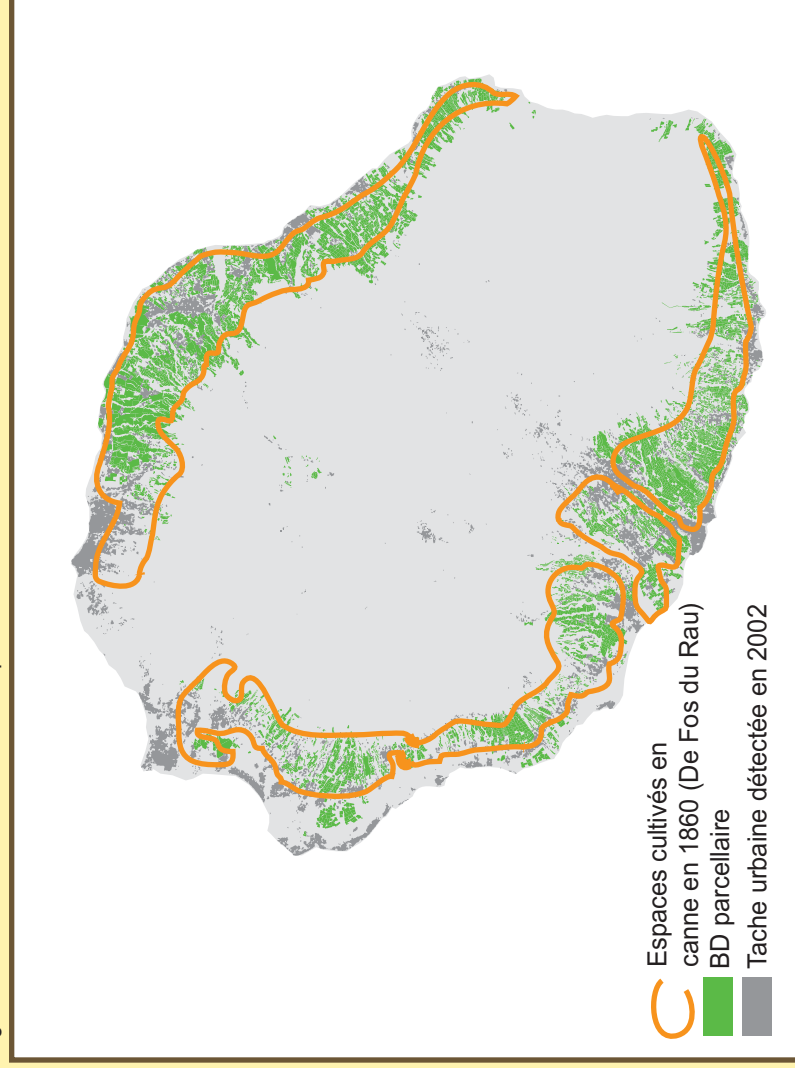 Espaces cultivés en
canne en 1860 (De Fos du Rau)
BD parcellaire
Tache urbaine détectée en 2002